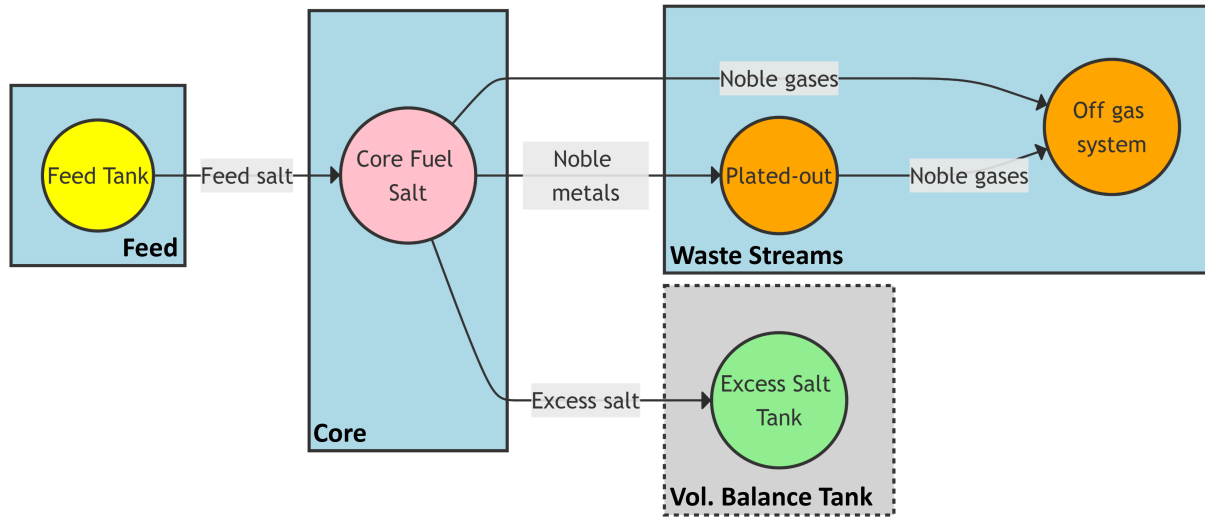 Feed Tank
Feed
Feed salt
Core Fuel
Salt
Core
Noble gases
Noble
metals
Excess salt
Plated-out
Noble gases
Off gas
system
Waste Streams
Excess Salt
Tank
Vol. Balance Tank